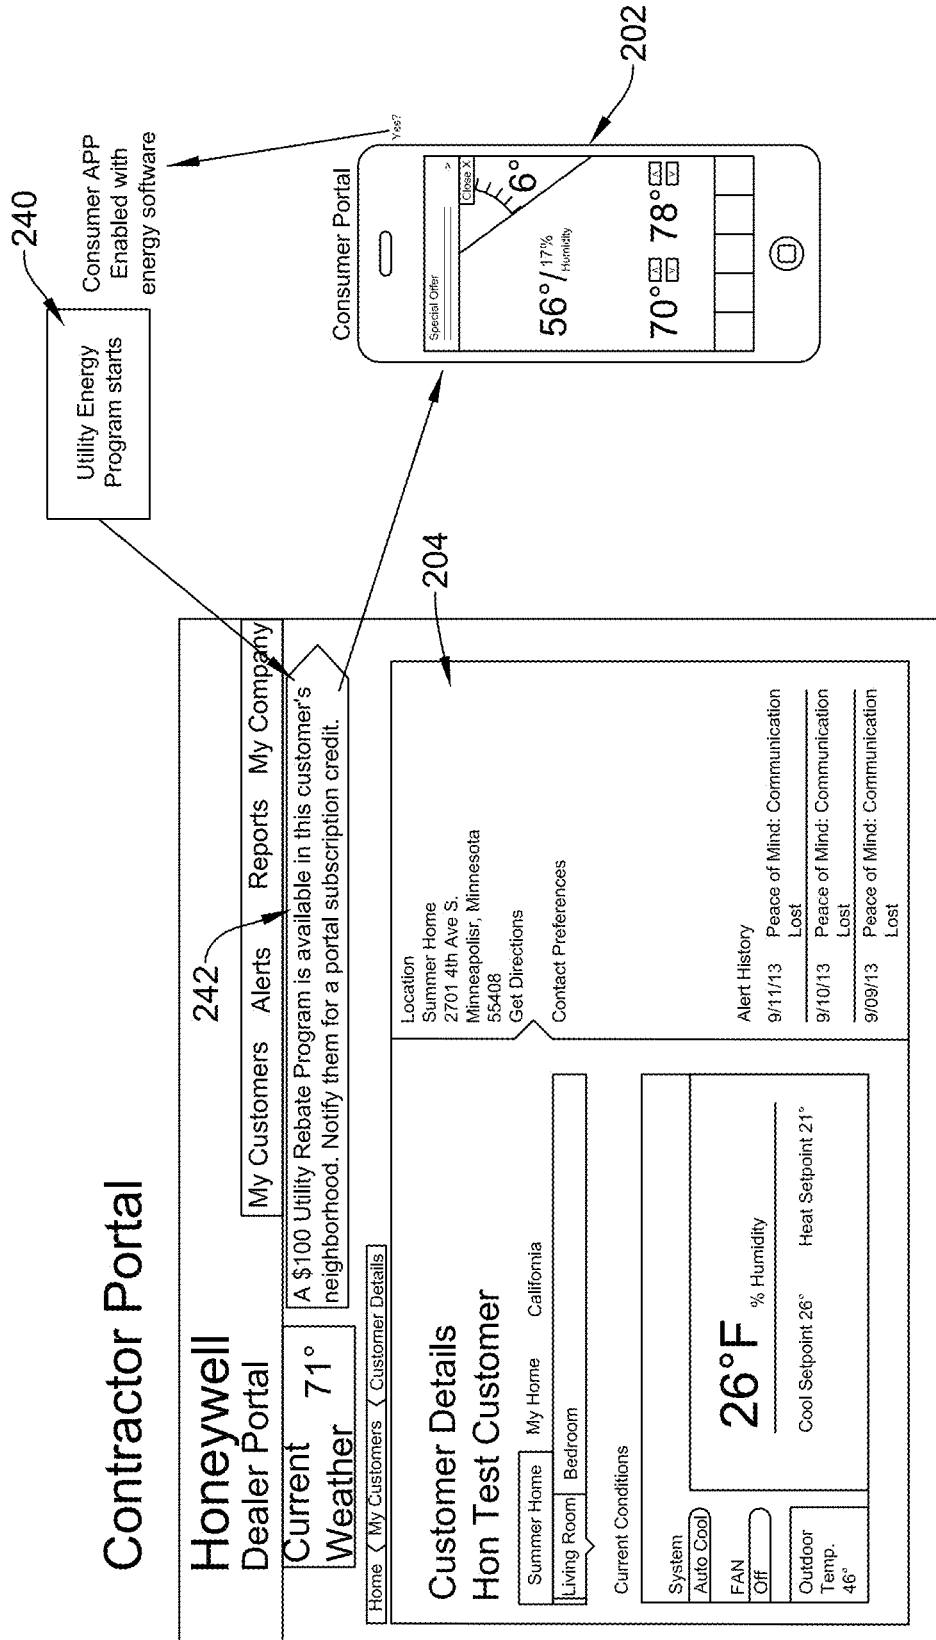 Contractor Portal
240
Utility Energy
Program starts
Consumer APP
Enabled with
energy software
Honeywell
Dealer Portal
242
My Customers Alerts Reports My Company
Current
Weather 71°
A $100 Utility Rebate Program is available in this customer's
neighborhood. Notify them for a portal subscription credit.
Home My Customers Customer Details
Customer Details
Hon Test Customer
Summer Home My Home California
Living Room Bedroom
Current Conditions
System
Auto Cool
FAN
Off
Outdoor
Temp.
46°
26°F
% Humidity
Cool Setpoint 26° Heat Setpoint 21°
204
Location
Summer Home
2701 4th Ave S.
Minneapolisr, Minnesota
55408
Get Directions
Contact Preferences
Alert History
9/11/13 Peace of Mind: Communication
Lost
9/10/13 Peace of Mind: Communication
Lost
9/09/13 Peace of Mind: Communication
Lost
Consumer Portal
Yes?
202
Special Offer
>
Close X
6°
56°/17%
Humidity
70° 78°